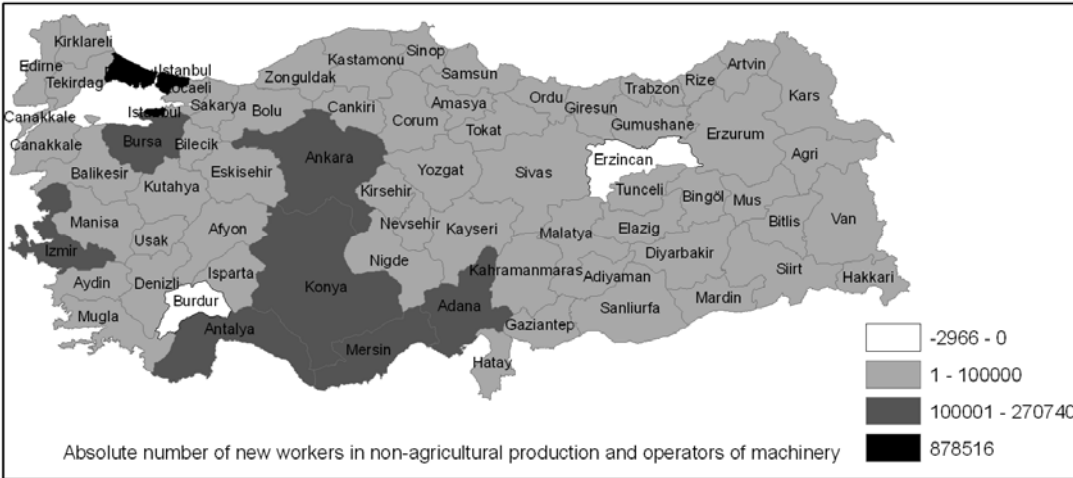 Kirklareli
Edirne
Tekirdag
Istanbul
Kocaeli
Sakarya
Zonguldak
Kastamonu
Sinop
Samsun
Artvin
Rize
Trabzon
Ordu
Giresun
Gumushane
Kars
Canakkale
Istanbul
Bolu
Cankiri
Amasya
Corum
Tokat
Erzurum
Canakkale
Bursa
Bilecik
Ankara
Erzincan
Agri
Balikesir
Eskisehir
Yozgat
Sivas
Kutahya
Kirsehir
Tunceli
Bingöl
Mus
Manisa
Afyon
Nevsehir
Kayseri
Malatya
Elazig
Bitlis
Van
Usak
Izmir
Nigde
Diyarbakir
Isparta
Kahramanmaras
Adiyaman
Siirt
Hakkari
Aydin
Denizli
Burdur
Konya
Adana
Sanliurfa
Mardin
Mugla
Antalya
Mersin
Gaziantep
Hatay
-2966 - 0
1 - 100000
100001 - 270740
878516
Absolute number of new workers in non-agricultural production and operators of machinery